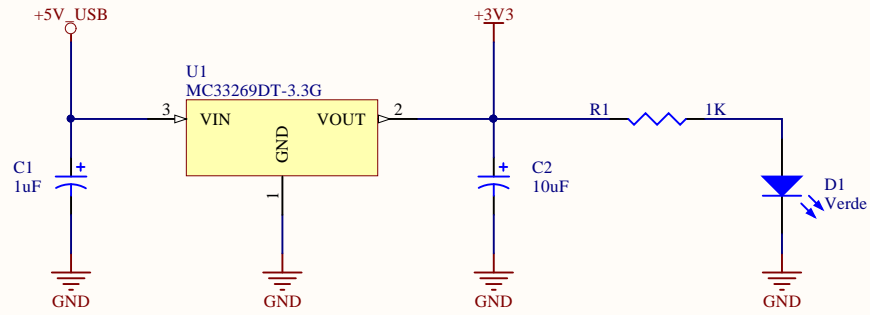 +5V_USB
+3V3
U1
MC33269DT-3.3G
3
VIN
VOUT
2
GND
1
R1
1K
C1
1uF
C2
10uF
D1
Verde
GND
GND
GND
GND